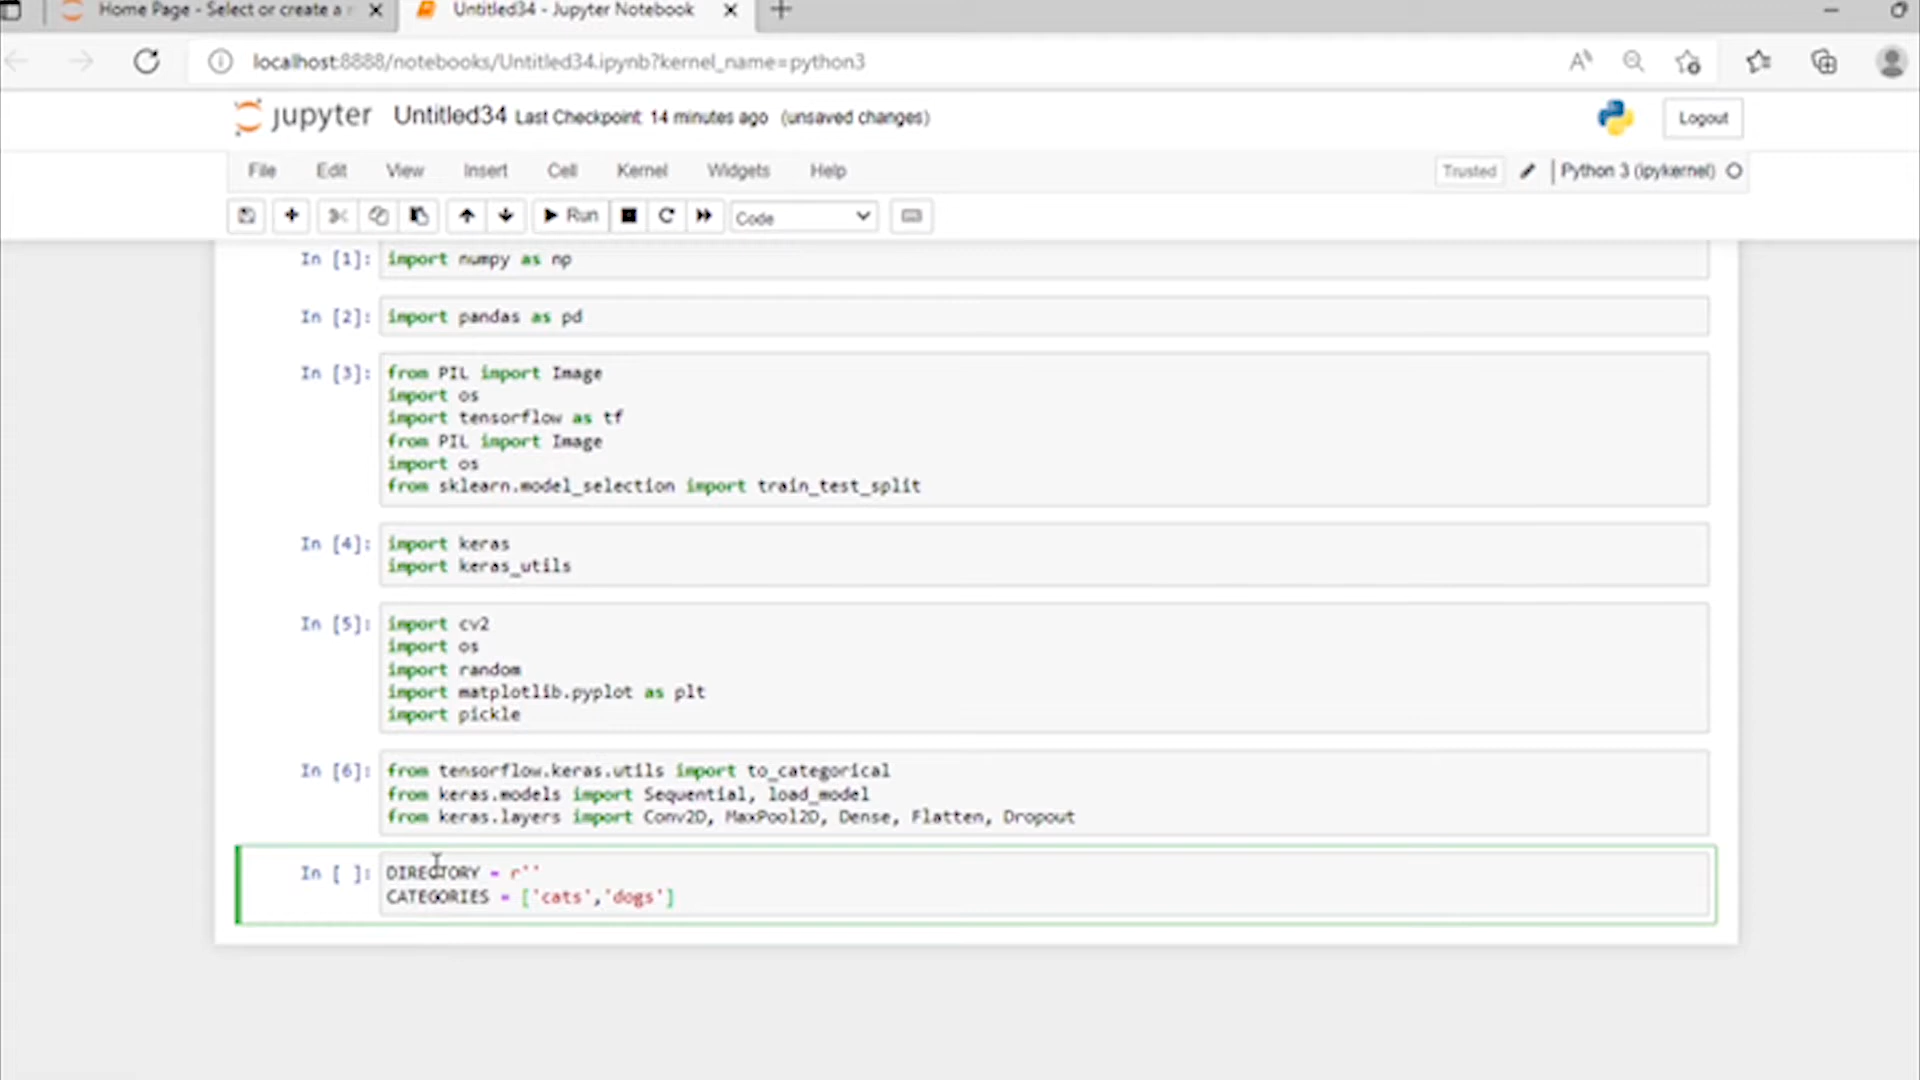 Home Page - Select or create a
Untitled34 - Jupyter Notebook
localhost:8888/notebooks/Untitled34.ipynb?kernel_name=python3
jupyter Untitled34 Last Checkpoint: 14 minutes ago (unsaved changes)
Logout
File Edit View Insert Cell Kernel Widgets Help
Trusted
Python 3 (ipykernel)
Run
Code
In [1]: import numpy as np
In [2]: import pandas as pd
In [3]: from PIL import Image
import os
import tensorflow as tf
from PIL import Image
import os
from sklearn.model_selection import train_test_split
In [4]: import keras
import keras_utils
In [5]: import cv2
import os
import random
import matplotlib.pyplot as plt
import pickle
In [6]: from tensorflow.keras.utils import to_categorical
from keras.models import Sequential, load_model
from keras.layers import Conv2D, MaxPool2D, Dense, Flatten, Dropout
In [ ]: DIRECTORY = r''
CATEGORIES = ['cats','dogs']